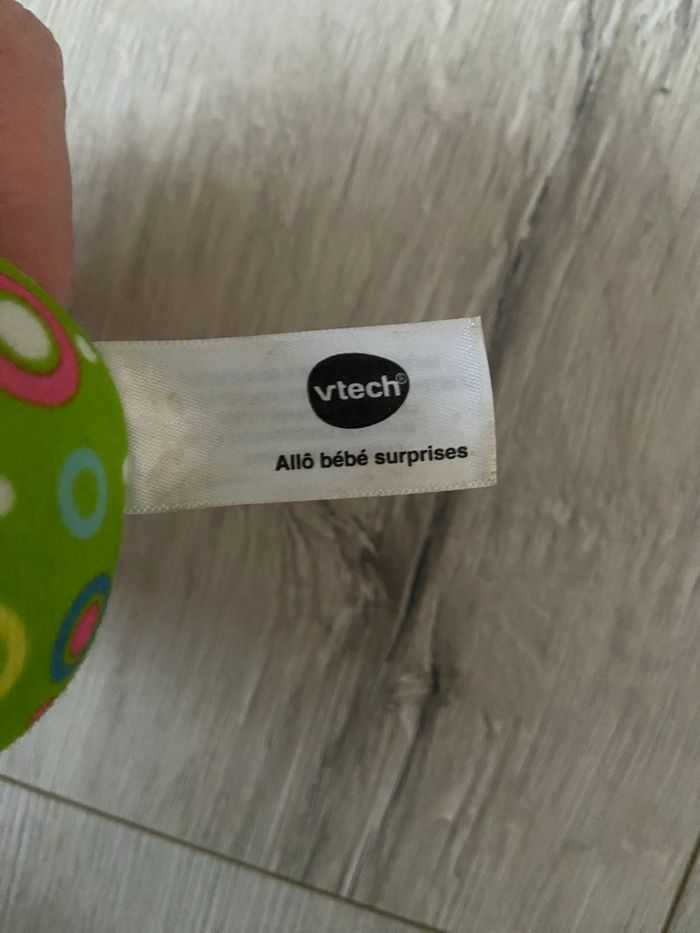 vtech®
Allô bébé surprises